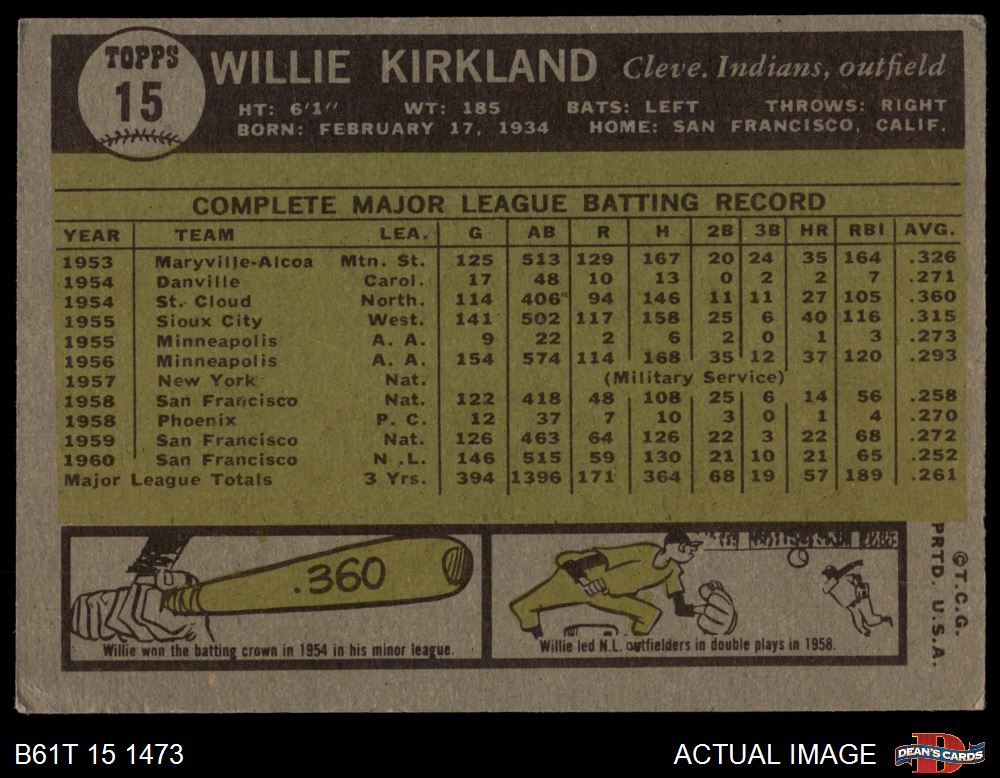 TOPPS
15
WILLIE KIRKLAND Cleve. Indians, outfield
HT: 6'1" WT: 185 BATS: LEFT THROWS: RIGHT
BORN: FEBRUARY 17, 1934 HOME: SAN FRANCISCO, CALIF.
COMPLETE MAJOR LEAGUE BATTING RECORD
YEAR TEAM LEA. G AB R H 2B 3B HR RBI AVG.
1953 Maryville-Alcoa Mtn. St. 125 513 129 167 20 24 35 164 .326
1954 Danville Carol. 17 48 10 13 0 2 2 7 .271
1954 St. Cloud North. 114 406 94 146 11 11 27 105 .360
1955 Sioux City West. 141 502 117 158 25 6 40 116 .315
1955 Minneapolis A. A. 9 22 2 6 2 0 1 3 .273
1956 Minneapolis A. A. 154 574 114 168 35 12 37 120 .293
1957 New York Nat. (Military Service)
1958 San Francisco Nat. 122 418 48 108 25 6 14 56 .258
1958 Phoenix P. C. 12 37 7 10 3 0 1 4 .270
1959 San Francisco Nat. 126 463 64 126 22 3 22 68 .272
1960 San Francisco N.L. 146 515 59 130 21 10 21 65 .252
Major League Totals 3 Yrs. 394 1396 171 364 68 19 57 189 .261
.360
Willie won the batting crown in 1954 in his minor league.
Willie led N.L. outfielders in double plays in 1958.
©T.C.G.
PRTD. U.S.A.
B61T 15 1473
ACTUAL IMAGE
DEAN'S CARDS